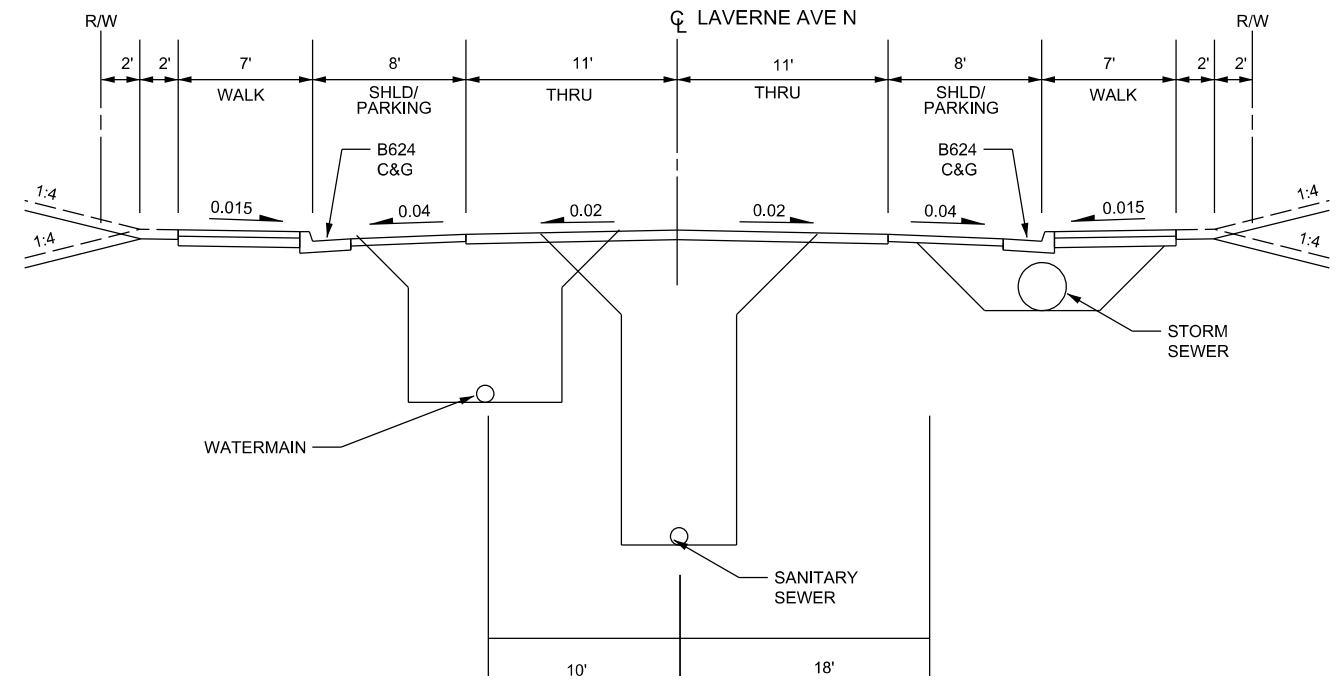 ℄ LAVERNE AVE N
R/W
R/W
2' 2' 7' 8' 11' 11' 8' 7' 2' 2'
WALK
SHLD/
PARKING
THRU
THRU
SHLD/
PARKING
WALK
B624
C&G
B624
C&G
1:4
0.015
0.04
0.02
0.02
0.04
0.015
1:4
1:4
1:4
STORM
SEWER
WATERMAIN
SANITARY
SEWER
10'
18'